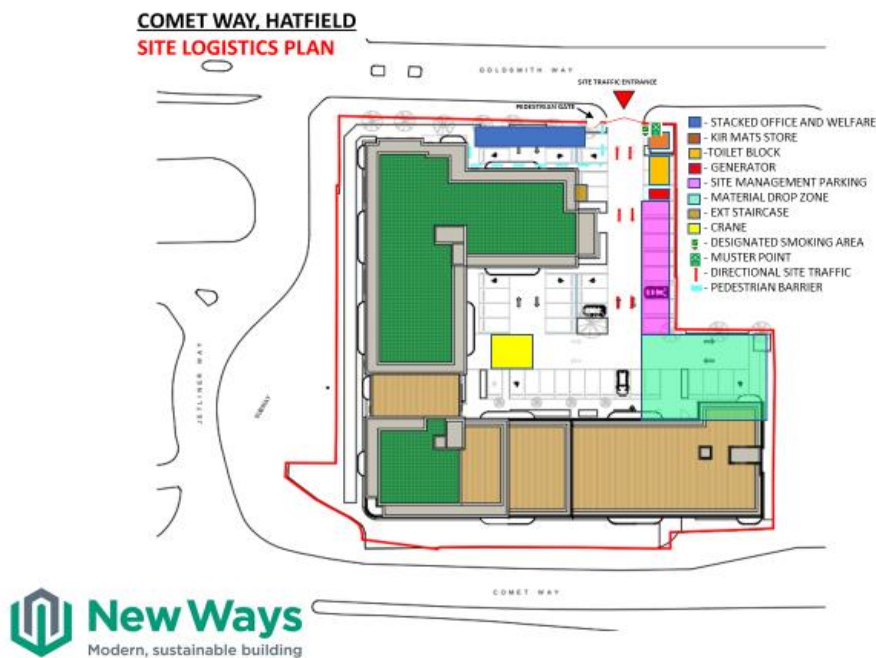 COMET WAY, HATFIELD
SITE LOGISTICS PLAN
GOLDSMITH WAY
SITE TRAFFIC ENTRANCE
PEDESTRIAN GATE
- STACKED OFFICE AND WELFARE
- KIR MATS STORE
-TOILET BLOCK
- GENERATOR
- SITE MANAGEMENT PARKING
- MATERIAL DROP ZONE
- EXT STAIRCASE
- CRANE
- DESIGNATED SMOKING AREA
- MUSTER POINT
- DIRECTIONAL SITE TRAFFIC
- PEDESTRIAN BARRIER
JETLINER WAY
SUBWAY
COMET WAY
New Ways
Modern, sustainable building